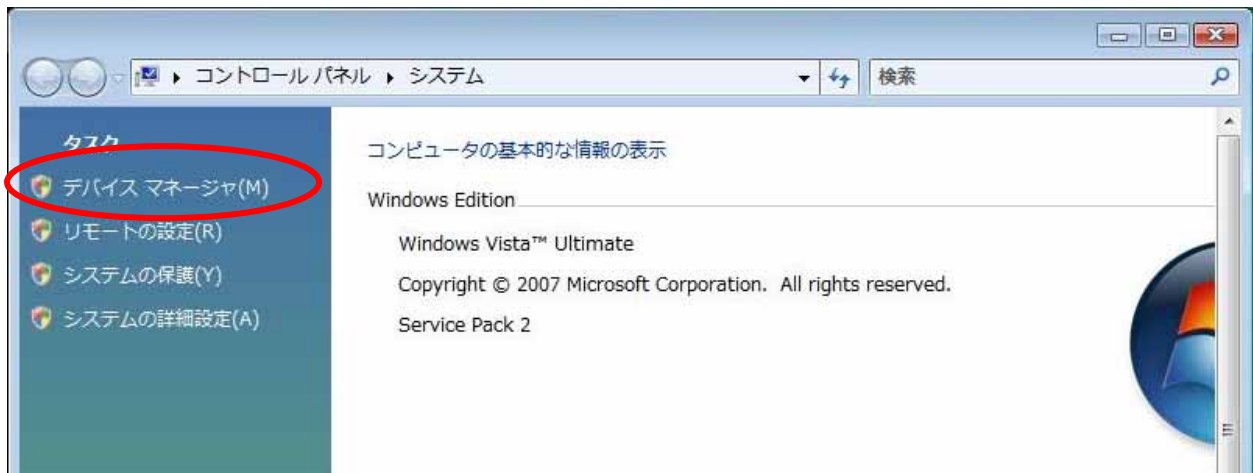 コントロール パネル システム
検索
タスク
デバイス マネージャ(M)
リモートの設定(R)
システムの保護(Y)
システムの詳細設定(A)
コンピュータの基本的な情報の表示
Windows Edition
Windows Vista™ Ultimate
Copyright © 2007 Microsoft Corporation. All rights reserved.
Service Pack 2